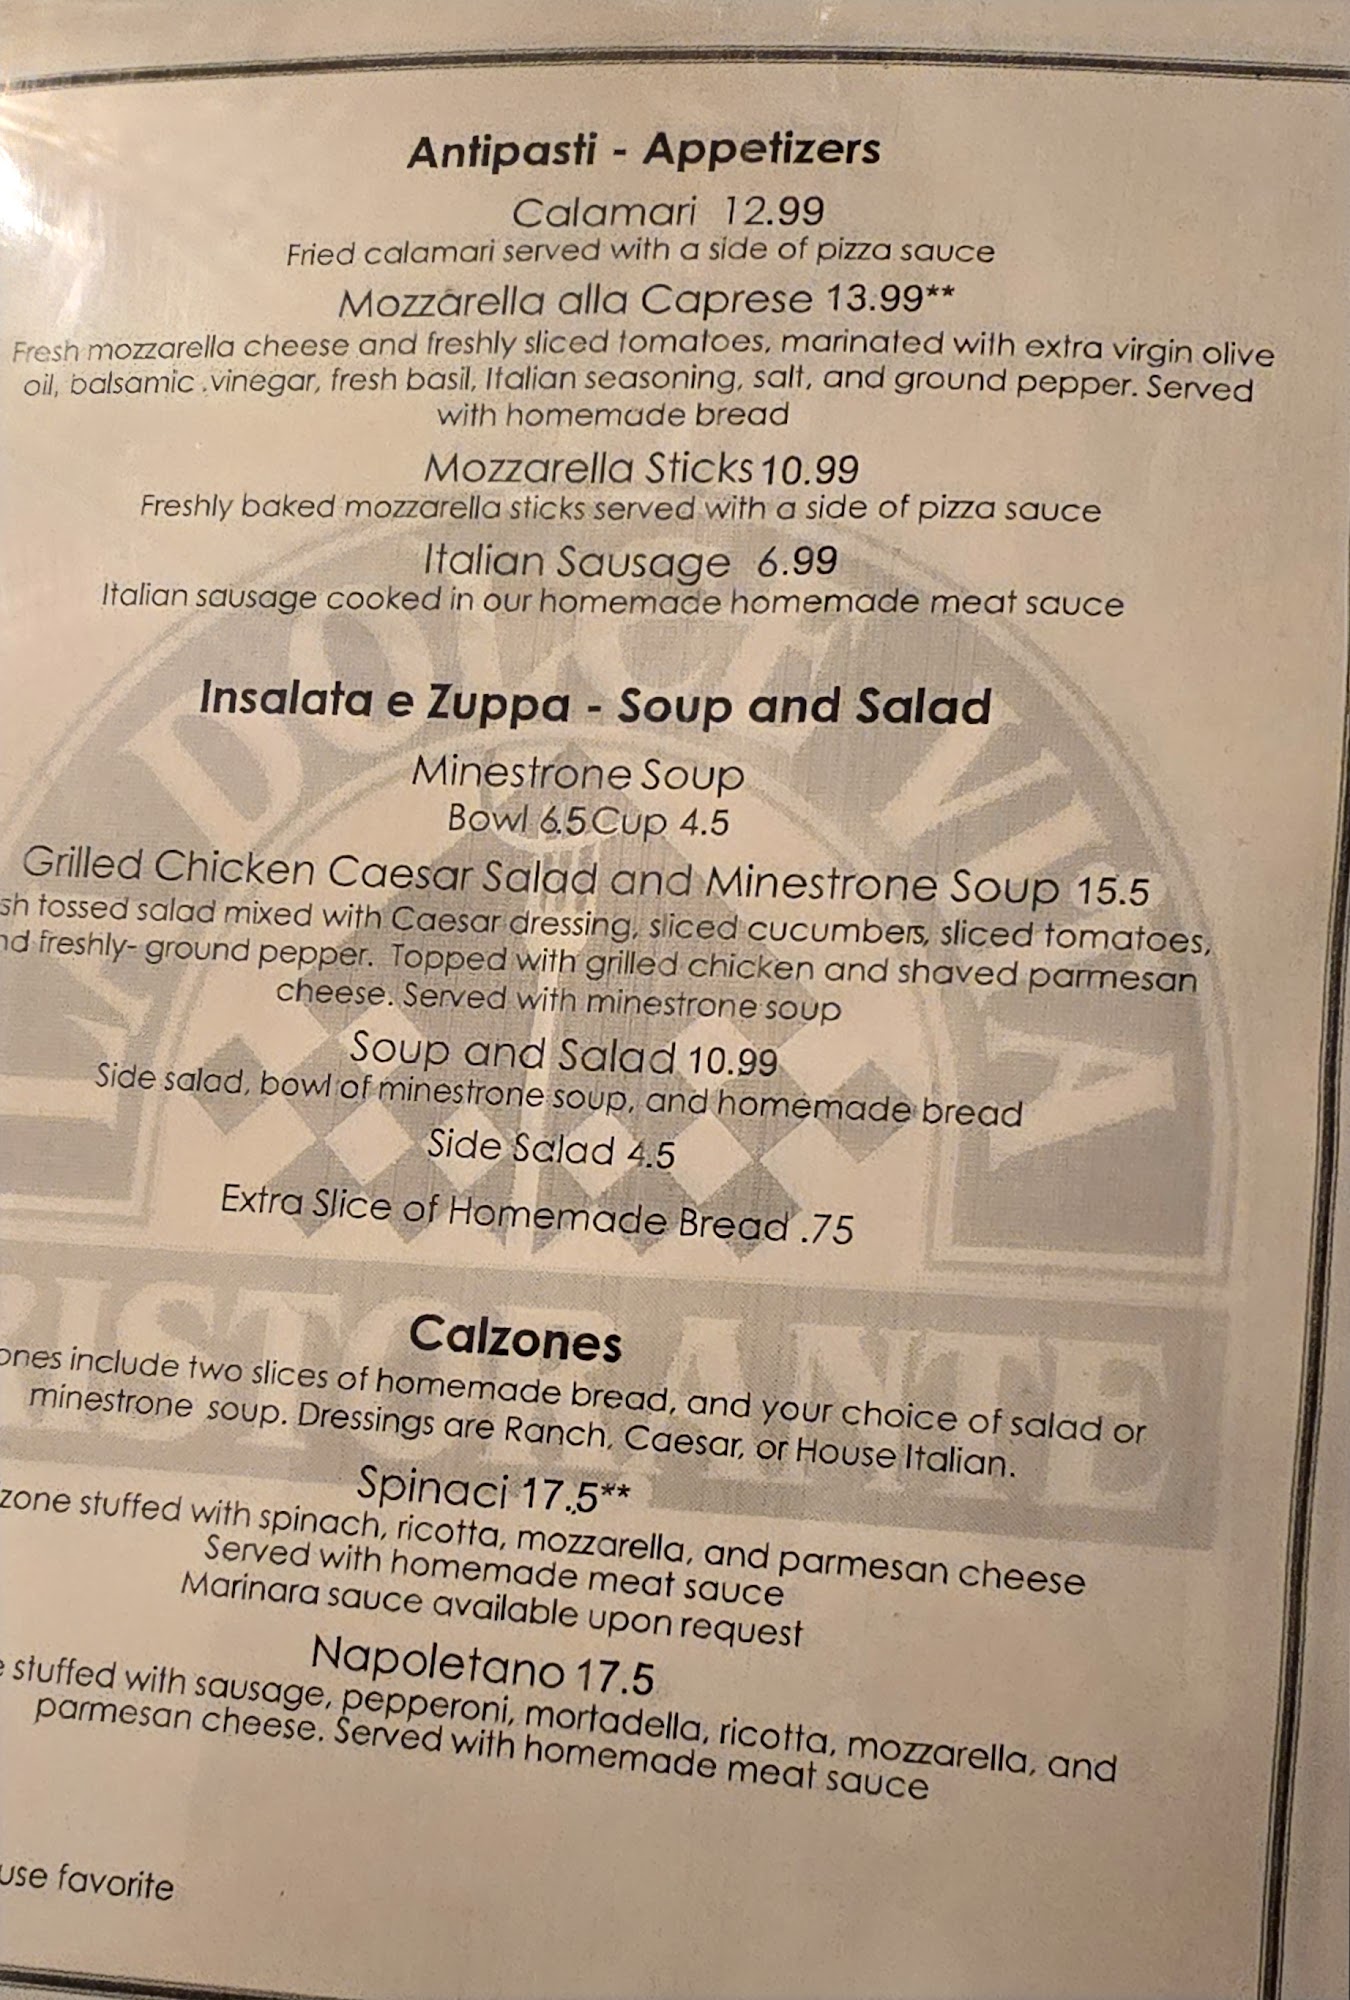 Antipasti - Appetizers
Calamari 12.99
Fried calamari served with a side of pizza sauce
Mozzarella alla Caprese 13.99**
Fresh mozzarella cheese and freshly sliced tomatoes, marinated with extra virgin olive
oil, balsamic .vinegar, fresh basil, Italian seasoning, salt, and ground pepper. Served
with homemade bread
Mozzarella Sticks 10.99
Freshly baked mozzarella sticks served with a side of pizza sauce
Italian Sausage 6.99
Italian sausage cooked in our homemade homemade meat sauce
Insalata e Zuppa - Soup and Salad
Minestrone Soup
Bowl 6.5 Cup 4.5
Grilled Chicken Caesar Salad and Minestrone Soup 15.5
sh tossed salad mixed with Caesar dressing, sliced cucumbers, sliced tomatoes,
nd freshly- ground pepper. Topped with grilled chicken and shaved parmesan
cheese. Served with minestrone soup
Soup and Salad 10.99
Side salad, bowl of minestrone soup, and homemade bread
Side Salad 4.5
Extra Slice of Homemade Bread .75
Calzones
ones include two slices of homemade bread, and your choice of salad or
minestrone soup. Dressings are Ranch, Caesar, or House Italian.
Spinaci 17.5**
zone stuffed with spinach, ricotta, mozzarella, and parmesan cheese
Served with homemade meat sauce
Marinara sauce available upon request
Napoletano 17.5
e stuffed with sausage, pepperoni, mortadella, ricotta, mozzarella, and
parmesan cheese. Served with homemade meat sauce
use favorite
DOLCE VITA
RISTORANTE